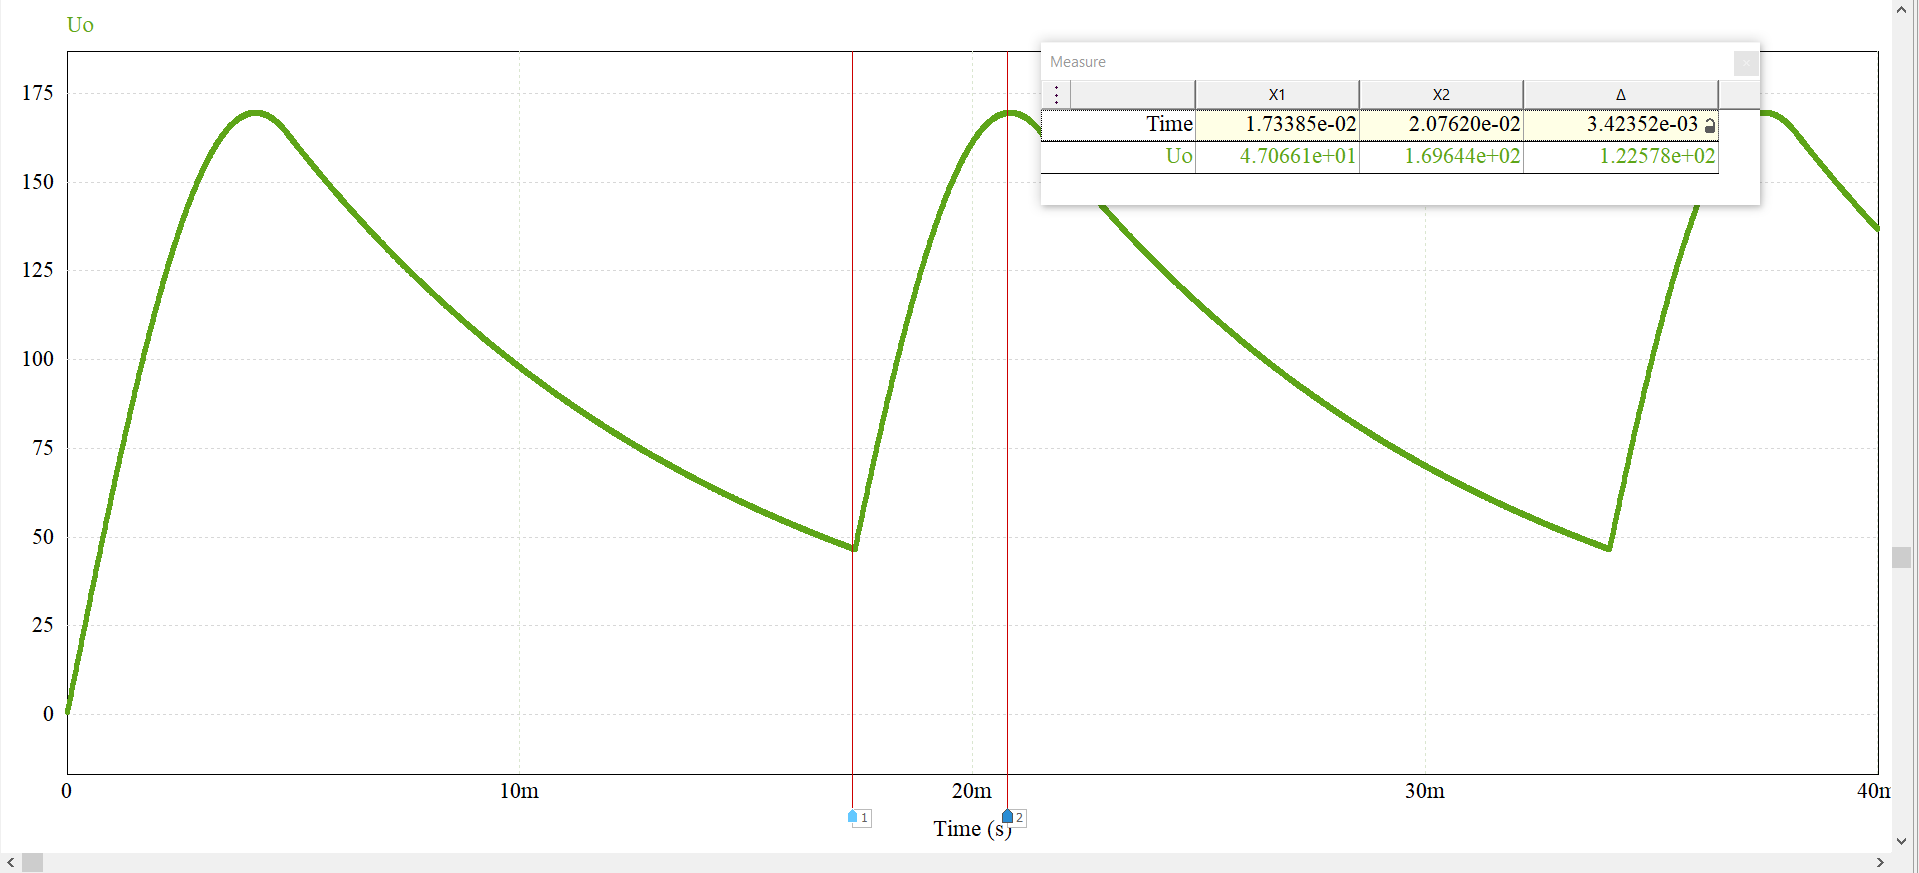 Uo
Measure
X1 X2 Δ
Time 1.73385e-02 2.07620e-02 3.42352e-03
Uo 4.70661e+01 1.69644e+02 1.22578e+02
175
150
125
100
75
50
25
0
0 10m 20m 30m 40m
1 2
Time (s)